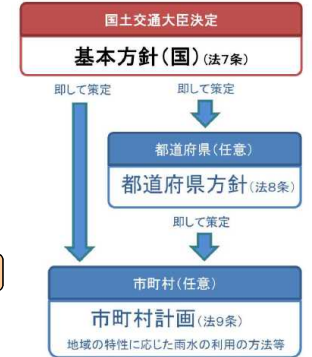 国土交通大臣決定
基本方針(国)(法7条)
即して策定 即して策定
都道府県(任意)
都道府県方針(法8条)
即して策定
市町村(任意)
市町村計画(法9条)
地域の特性に応じた雨水の利用の方法等